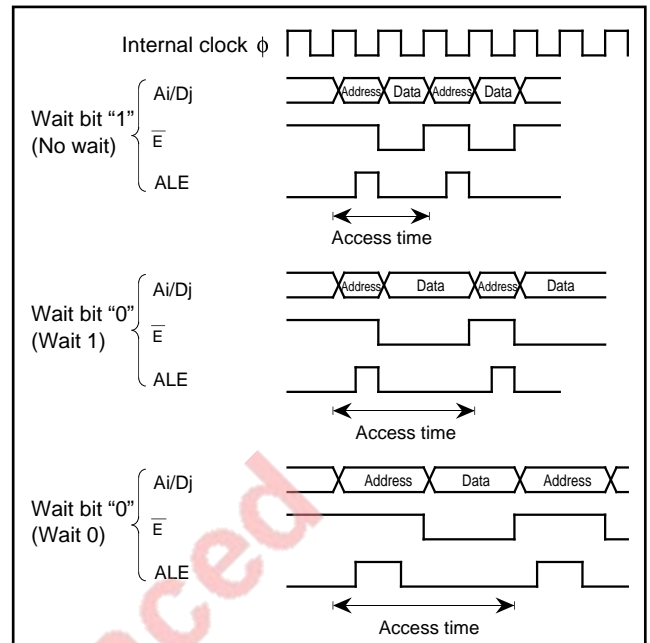 Internal clock ϕ
Wait bit “1”
(No wait)
Ai/Dj
Address Data Address Data
E̅
ALE
Access time
Wait bit “0”
(Wait 1)
Ai/Dj
Address Data Address Data
E̅
ALE
Access time
Wait bit “0”
(Wait 0)
Ai/Dj
Address Data Address
E̅
ALE
Access time